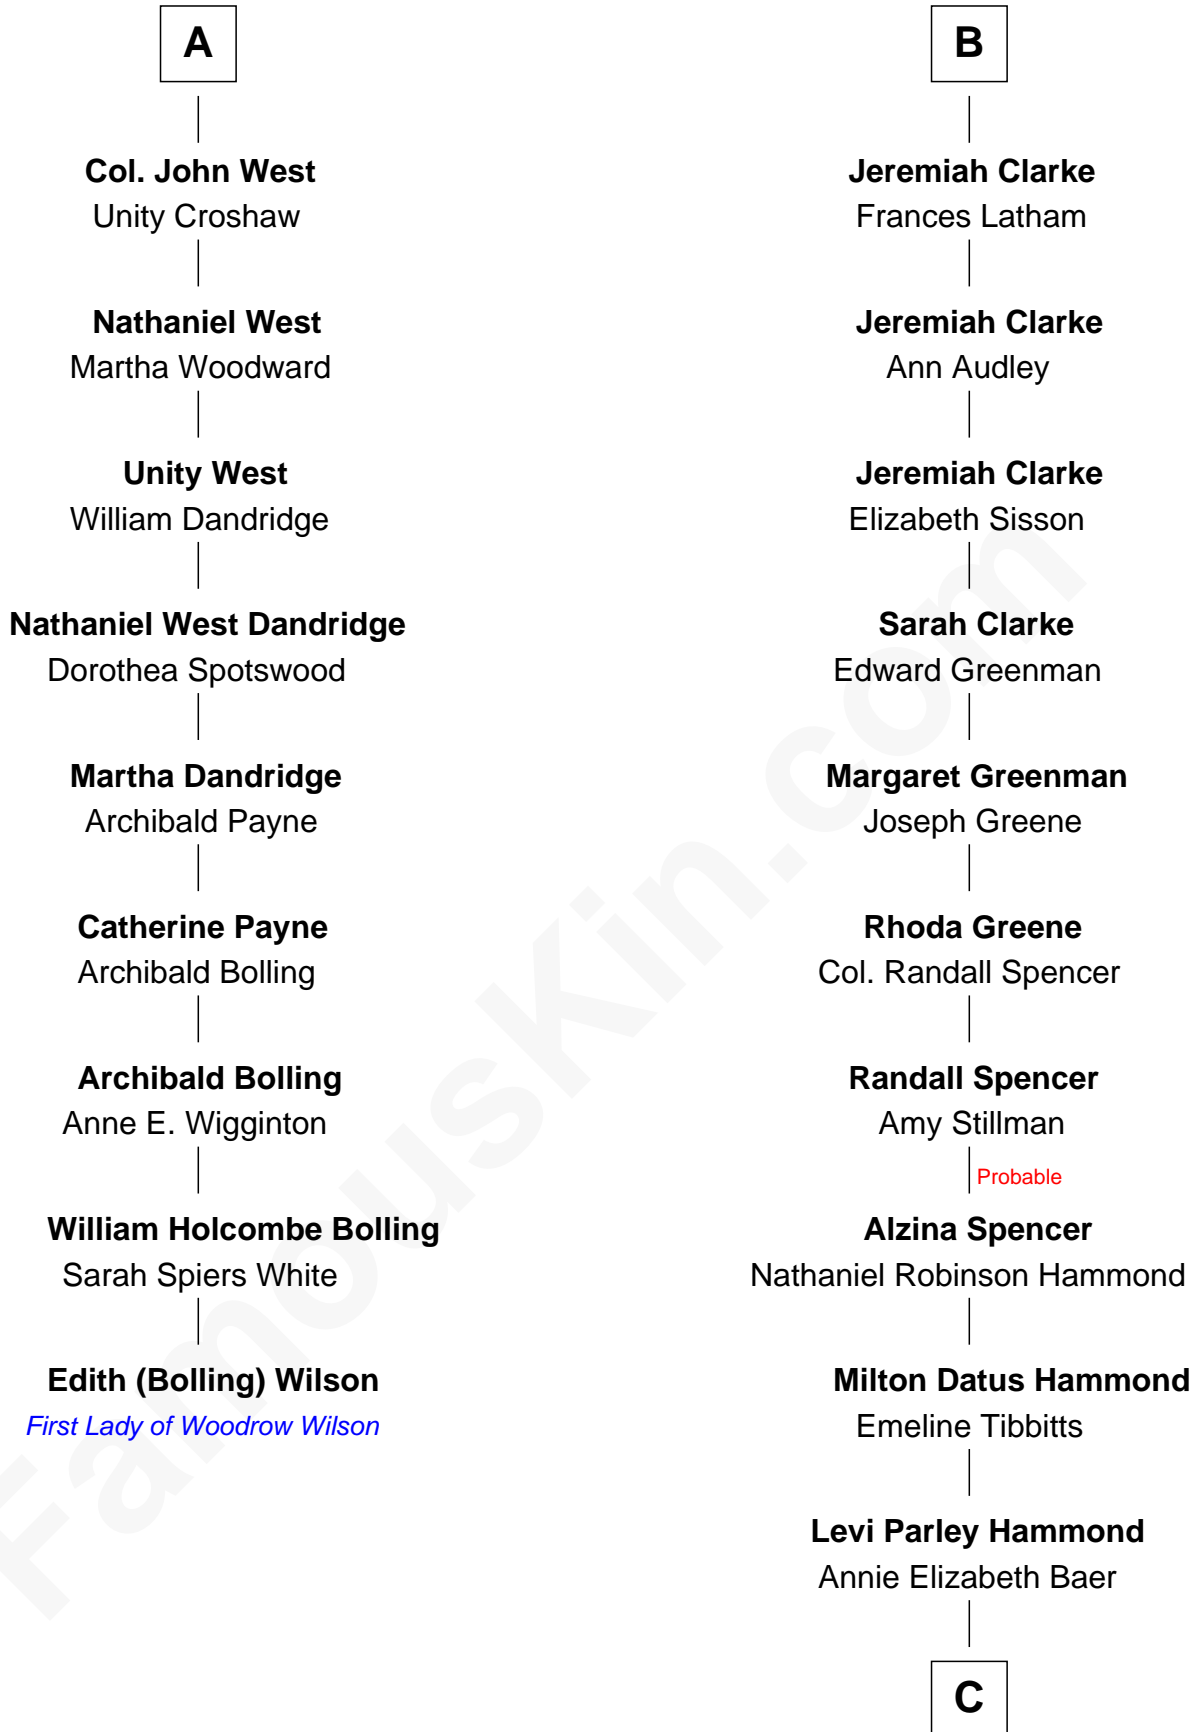 A
Col. John West
Unity Croshaw
Nathaniel West
Martha Woodward
Unity West
William Dandridge
Nathaniel West Dandridge
Dorothea Spotswood
Martha Dandridge
Archibald Payne
Catherine Payne
Archibald Bolling
Archibald Bolling
Anne E. Wigginton
William Holcombe Bolling
Sarah Spiers White
Edith (Bolling) Wilson
First Lady of Woodrow Wilson
B
Jeremiah Clarke
Frances Latham
Jeremiah Clarke
Ann Audley
Jeremiah Clarke
Elizabeth Sisson
Sarah Clarke
Edward Greenman
Margaret Greenman
Joseph Greene
Rhoda Greene
Col. Randall Spencer
Randall Spencer
Amy Stillman
Probable
Alzina Spencer
Nathaniel Robinson Hammond
Milton Datus Hammond
Emeline Tibbitts
Levi Parley Hammond
Annie Elizabeth Baer
C
FamousKin.com